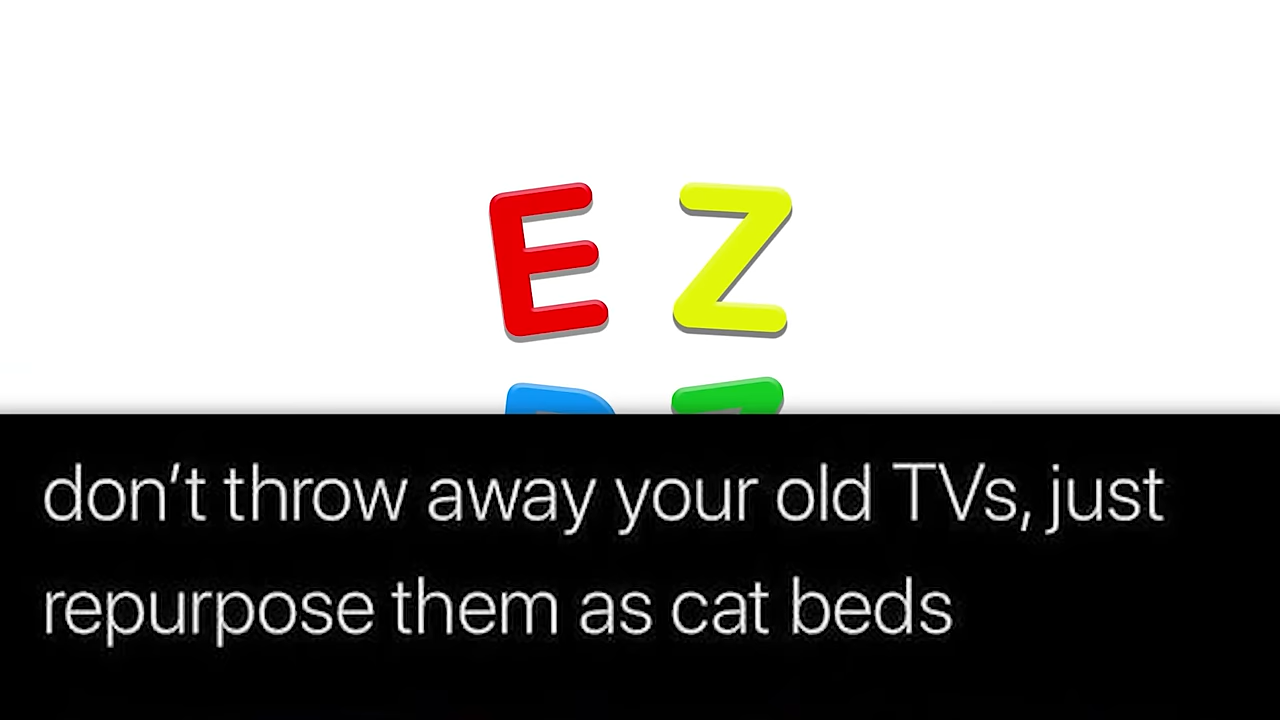 E Z
don't throw away your old TVs, just
repurpose them as cat beds